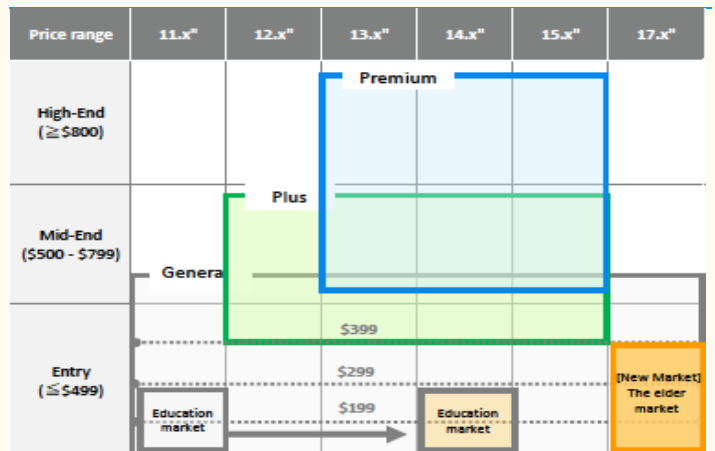 Price range 11.x" 12.x" 13.x" 14.x" 15.x" 17.x"
Premium
High-End
(≧$800)
Plus
Mid-End
($500 - $799)
Genera
$399
Entry
(≦$499)
$299
$199
Education
market
Education
market
[New Market]
The elder
market